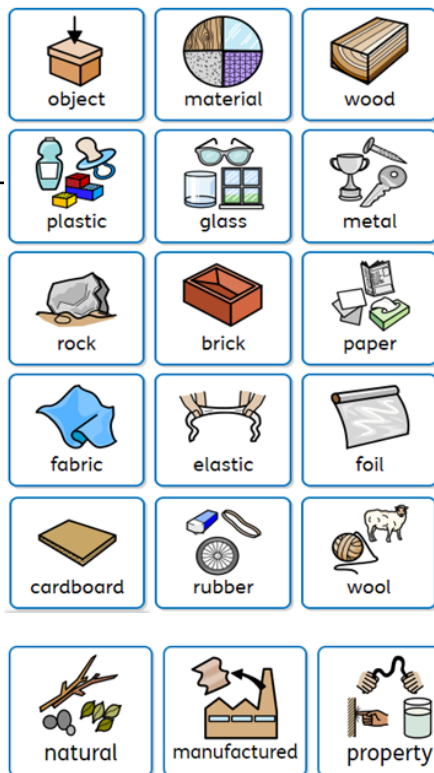 object material wood
plastic glass metal
rock brick paper
fabric elastic foil
cardboard rubber wool
natural manufactured property